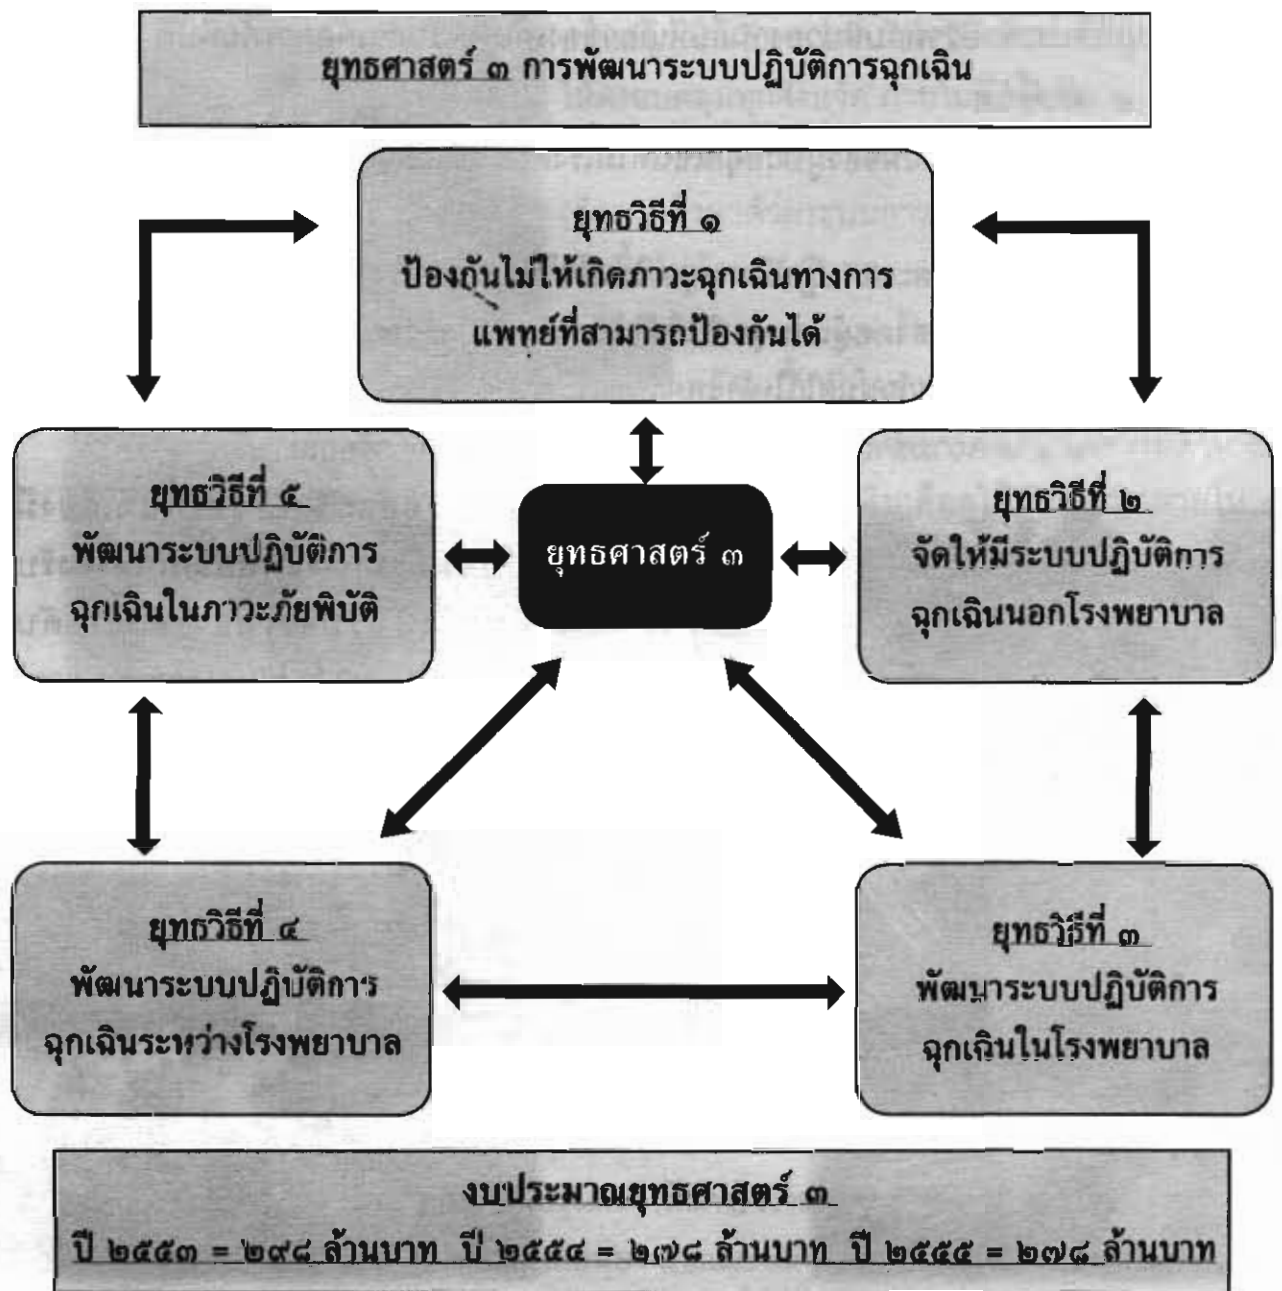 ยุทธศาสตร์ ๓ การพัฒนาระบบปฏิบัติการฉุกเฉิน
ยุทธวิธีที่ ๑
ป้องกันไม่ให้เกิดภาวะฉุกเฉินทางการ
แพทย์ที่สามารถป้องกันได้
ยุทธวิธีที่ ๕
พัฒนาระบบปฏิบัติการ
ฉุกเฉินในภาวะภัยพิบัติ
ยุทธศาสตร์ ๓
ยุทธวิธีที่ ๒
จัดให้มีระบบปฏิบัติการ
ฉุกเฉินนอกโรงพยาบาล
ยุทธวิธีที่ ๔
พัฒนาระบบปฏิบัติการ
ฉุกเฉินระหว่างโรงพยาบาล
ยุทธวิธีที่ ๓
พัฒนาระบบปฏิบัติการ
ฉุกเฉินในโรงพยาบาล
งบประมาณยุทธศาสตร์ ๓
ปี ๒๕๕๓ = ๒๙๘ ล้านบาท ปี ๒๕๕๔ = ๒๗๘ ล้านบาท ปี ๒๕๕๕ = ๒๗๘ ล้านบาท